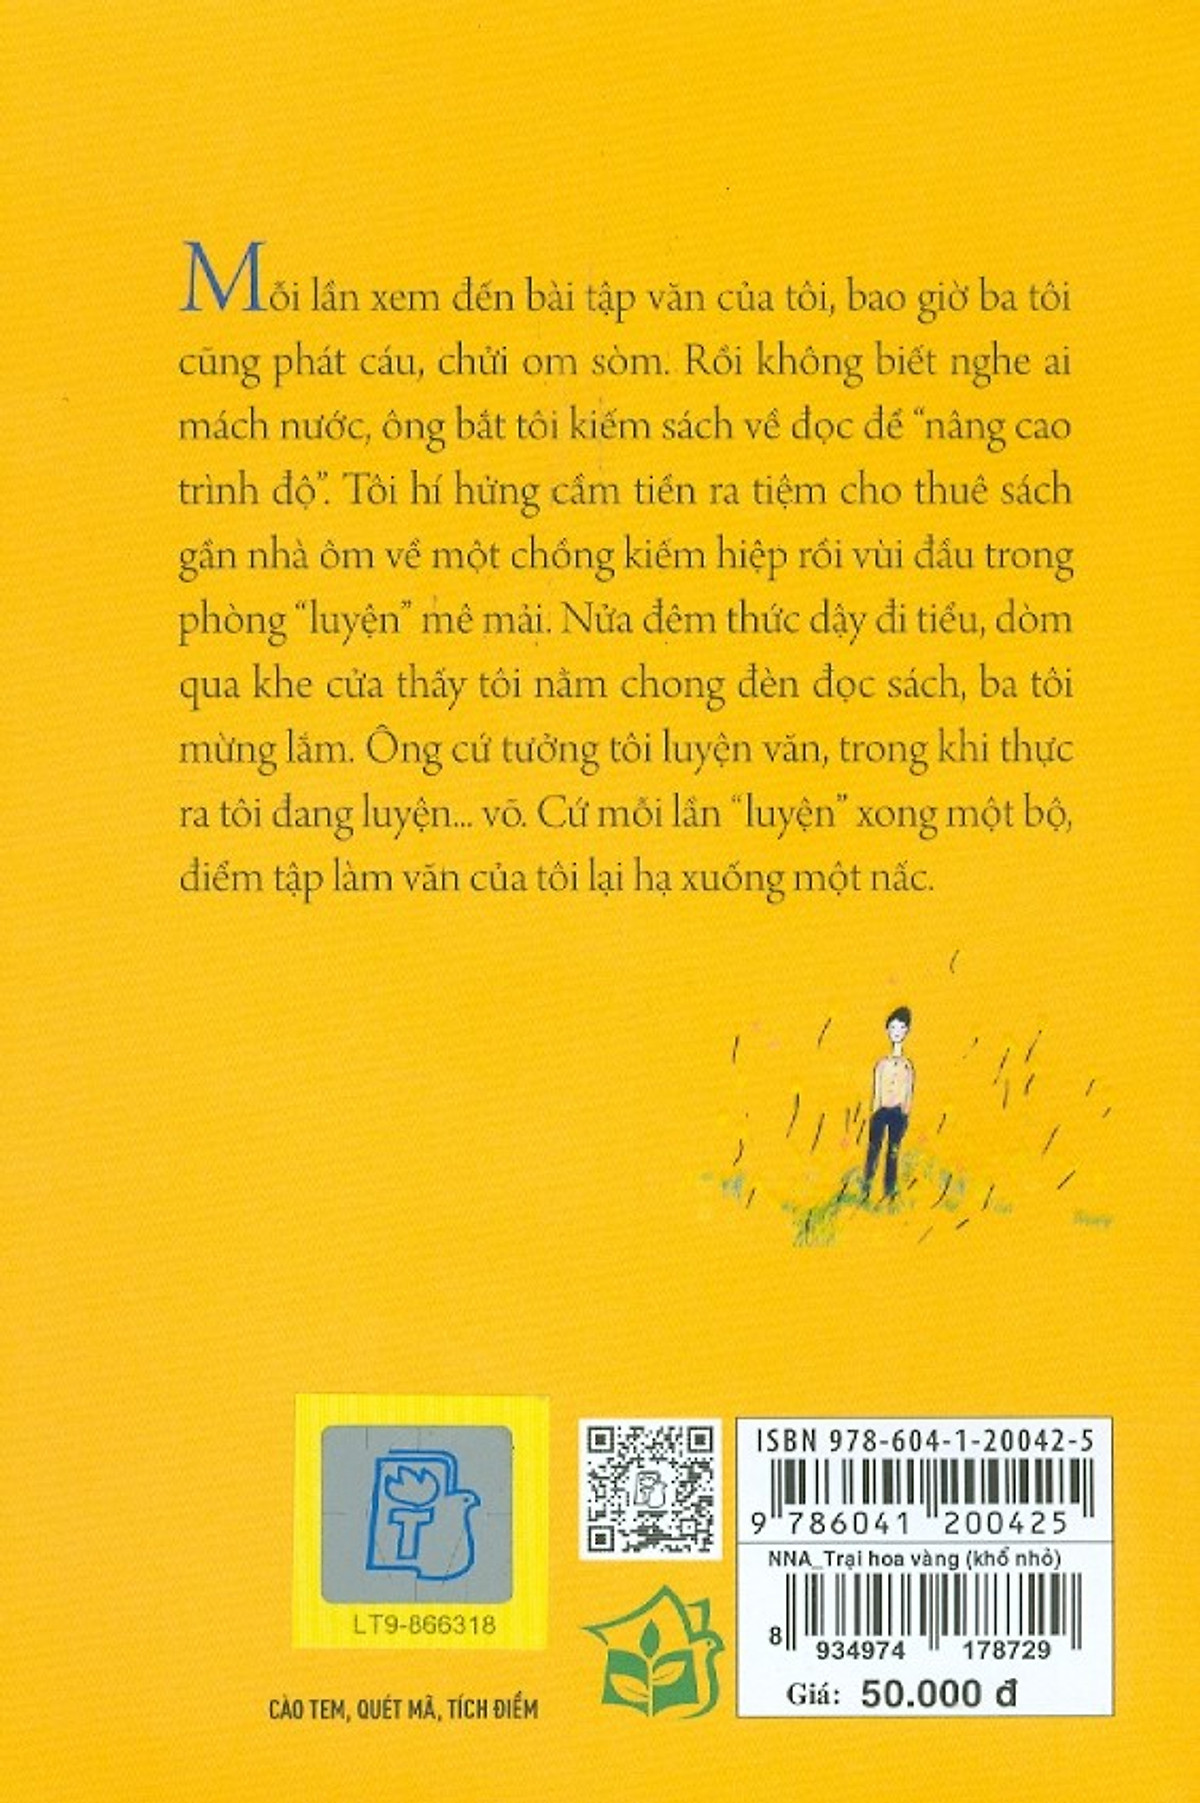 Mỗi lần xem đến bài tập văn của tôi, bao giờ ba tôi
cũng phát cáu, chửi om sòm. Rồi không biết nghe ai
mách nước, ông bắt tôi kiếm sách về đọc để “nâng cao
trình độ”. Tôi hí hửng cầm tiền ra tiệm cho thuê sách
gần nhà ôm về một chồng kiếm hiệp rồi vùi đầu trong
phòng “luyện” mê mải. Nửa đêm thức dậy đi tiểu, dòm
qua khe cửa thấy tôi nằm chong đèn đọc sách, ba tôi
mừng lắm. Ông cứ tưởng tôi luyện văn, trong khi thực
ra tôi đang luyện... võ. Cứ mỗi lần “luyện” xong một bộ,
điểm tập làm văn của tôi lại hạ xuống một nấc.
T
LT9-866318
CÀO TEM, QUÉT MÃ, TÍCH ĐIỂM
ISBN 978-604-1-20042-5
9 786041 200425
NNA_Trại hoa vàng (khổ nhỏ)
8 934974 178729
Giá: 50.000 đ